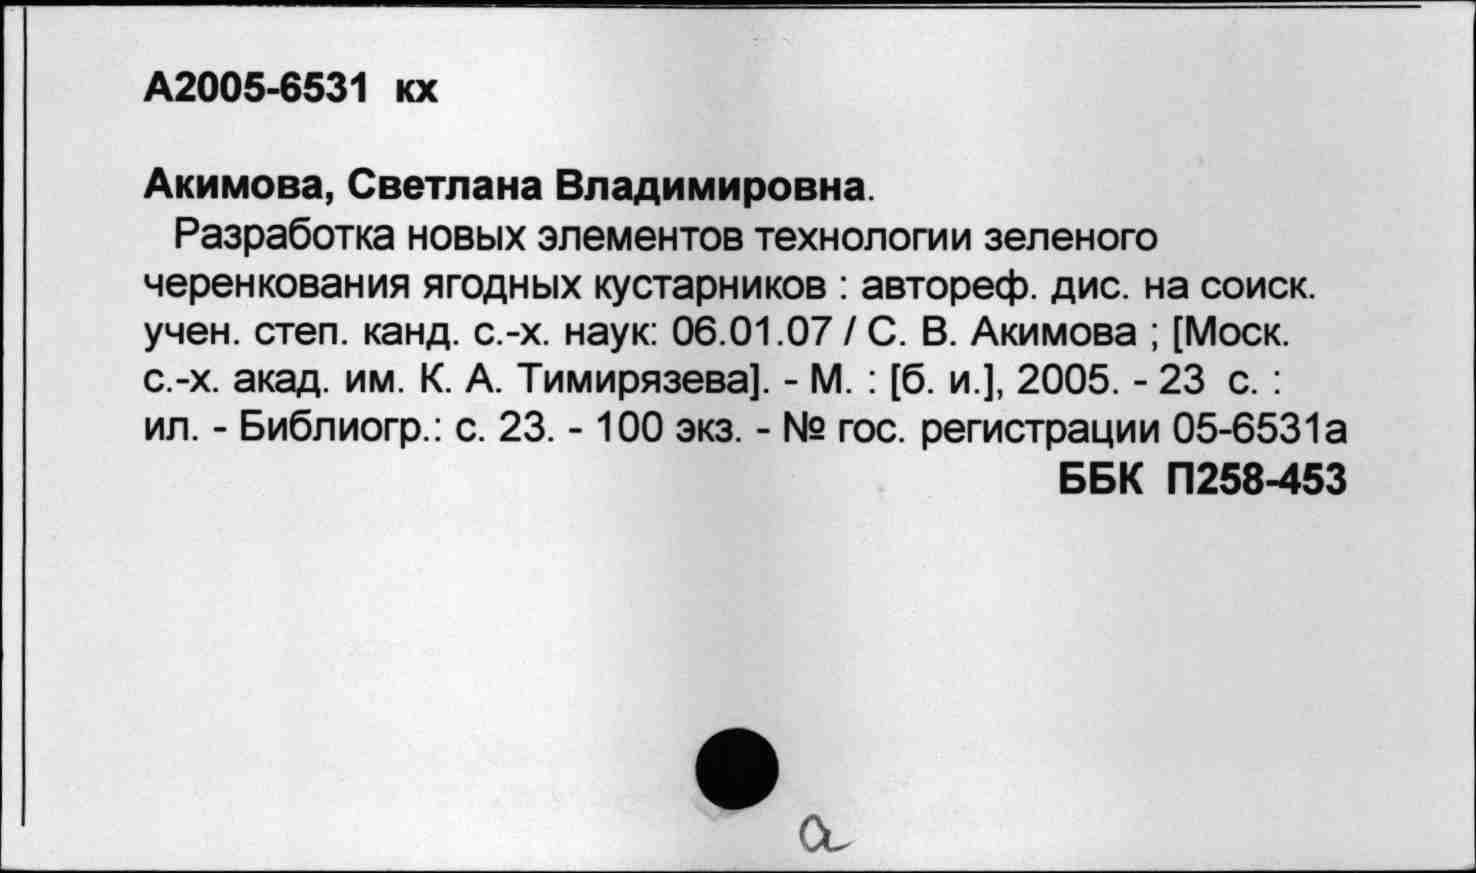 А2005-6531 кх
Акимова, Светлана Владимировна.
Разработка новых элементов технологии зеленого
черенкования ягодных кустарников : автореф. дис. на соиск.
учен. степ. канд. с.-х. наук: 06.01.07 / С. В. Акимова ; [Моск.
с.-х. акад. им. К. А. Тимирязева]. - М. : [б. и.], 2005. - 23 с. :
ил. - Библиогр.: с. 23. - 100 экз. - № гос. регистрации 05-6531а
ББК П258-453
а